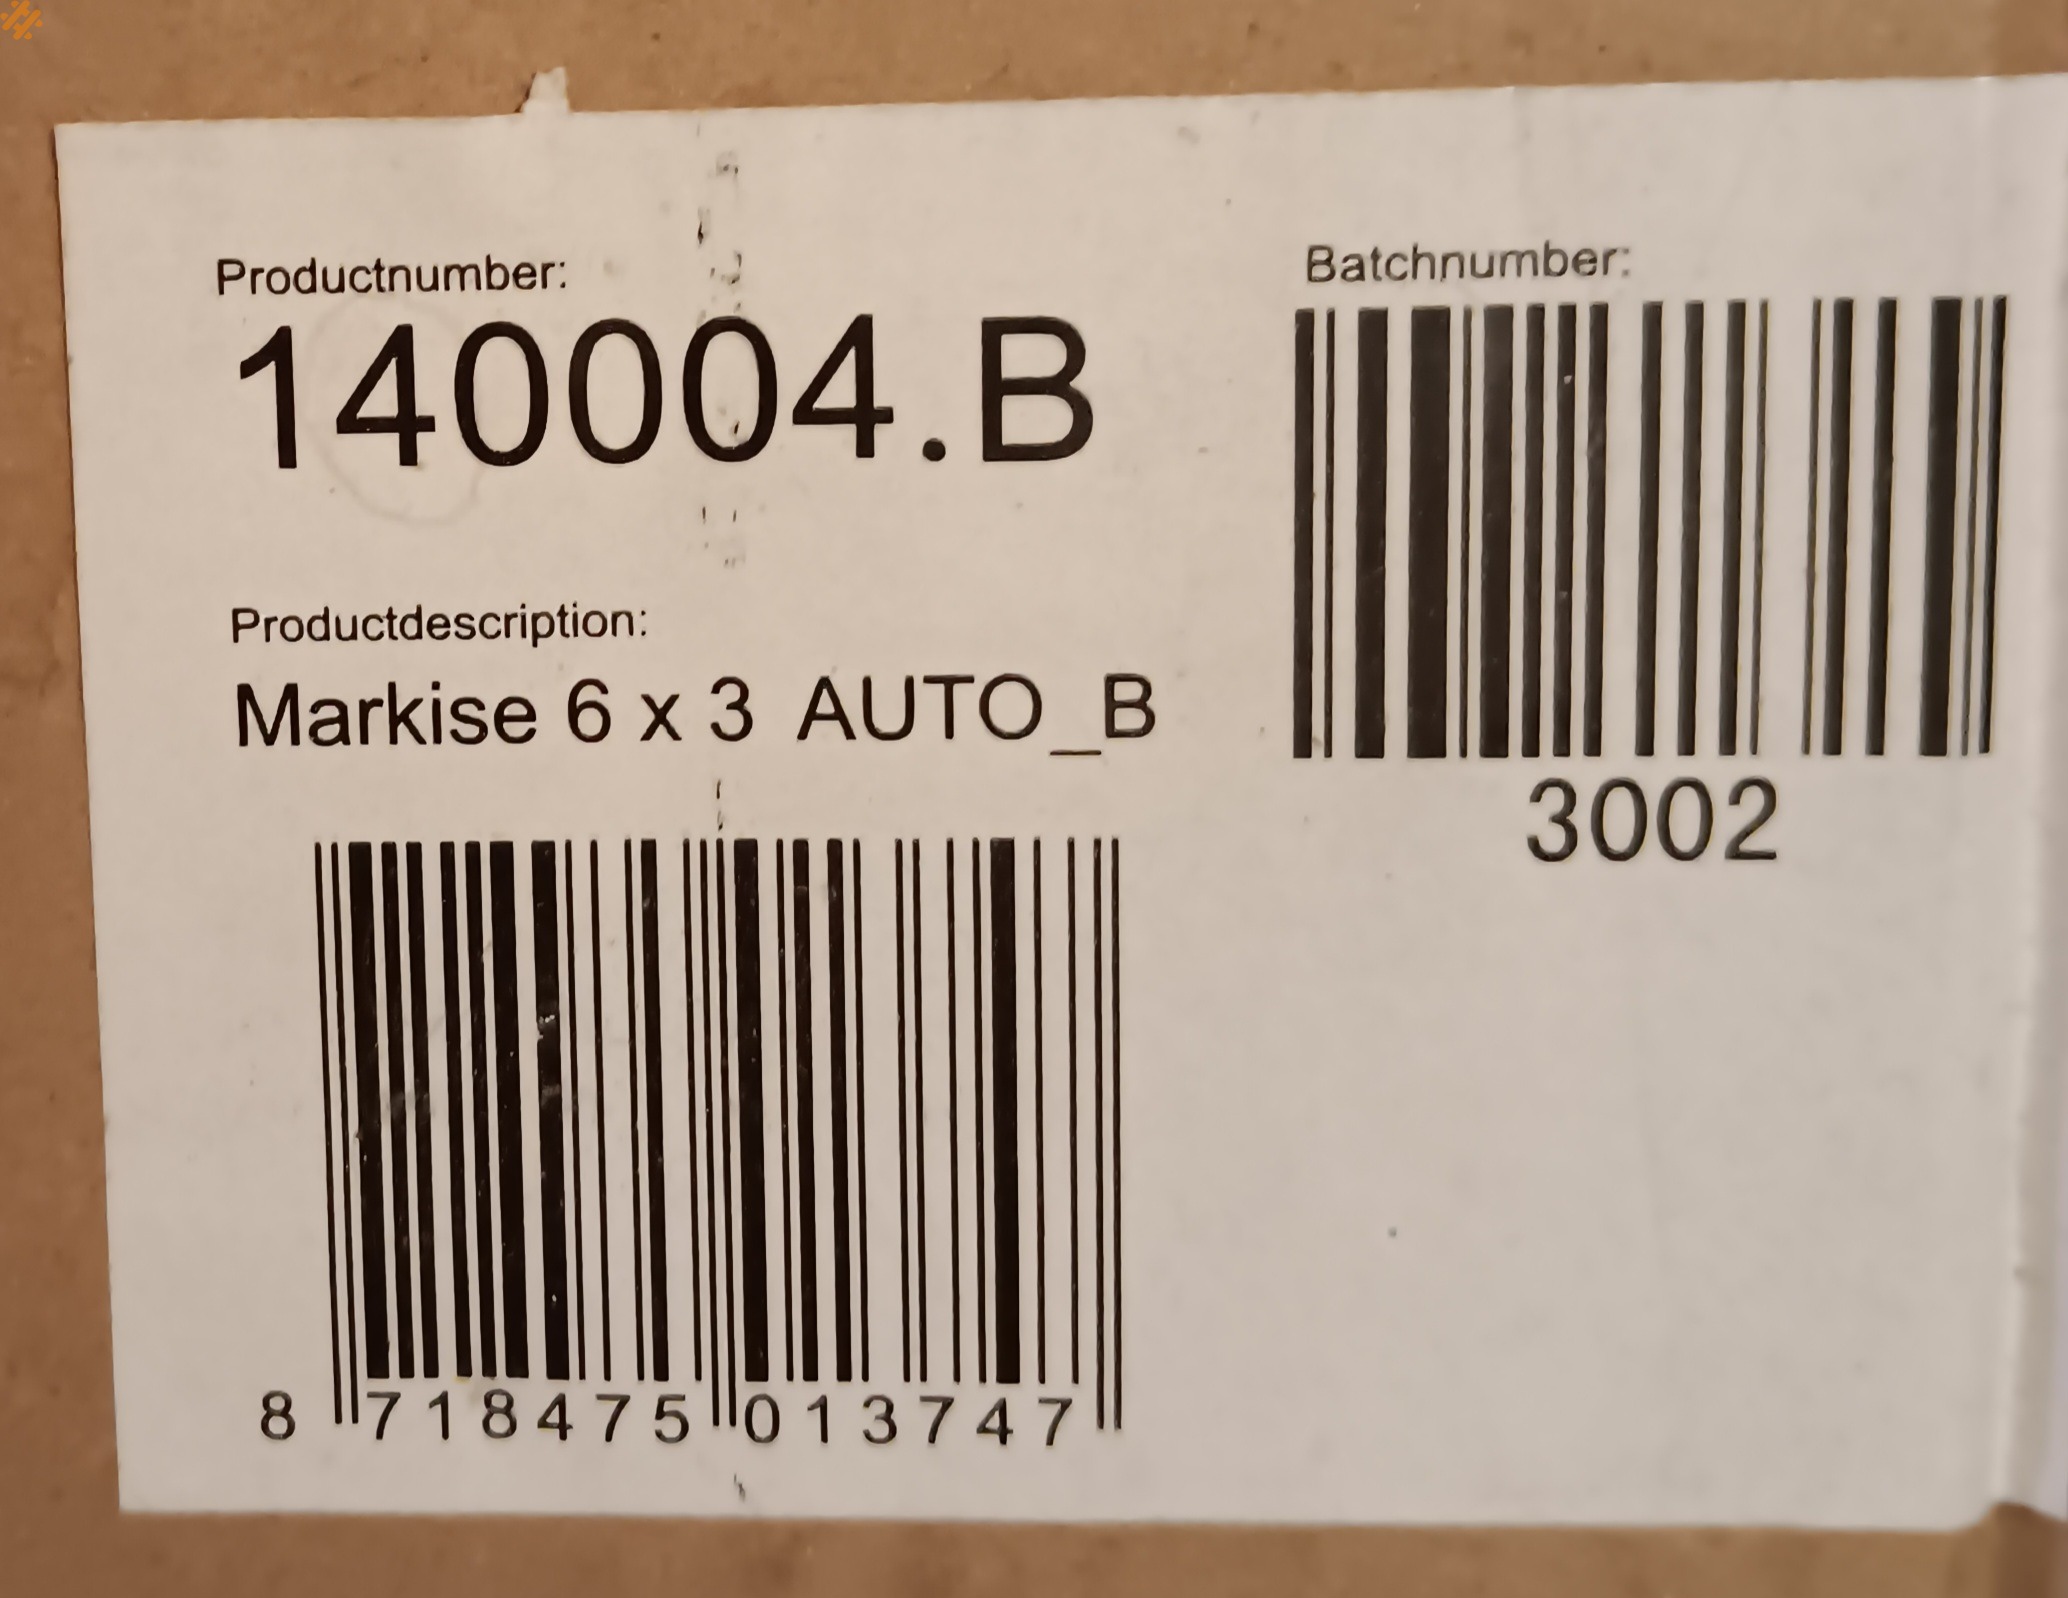 Productnumber:
140004.B
Productdescription:
Markise 6 x 3 AUTO_B
8 718475 013747
Batchnumber:
3002